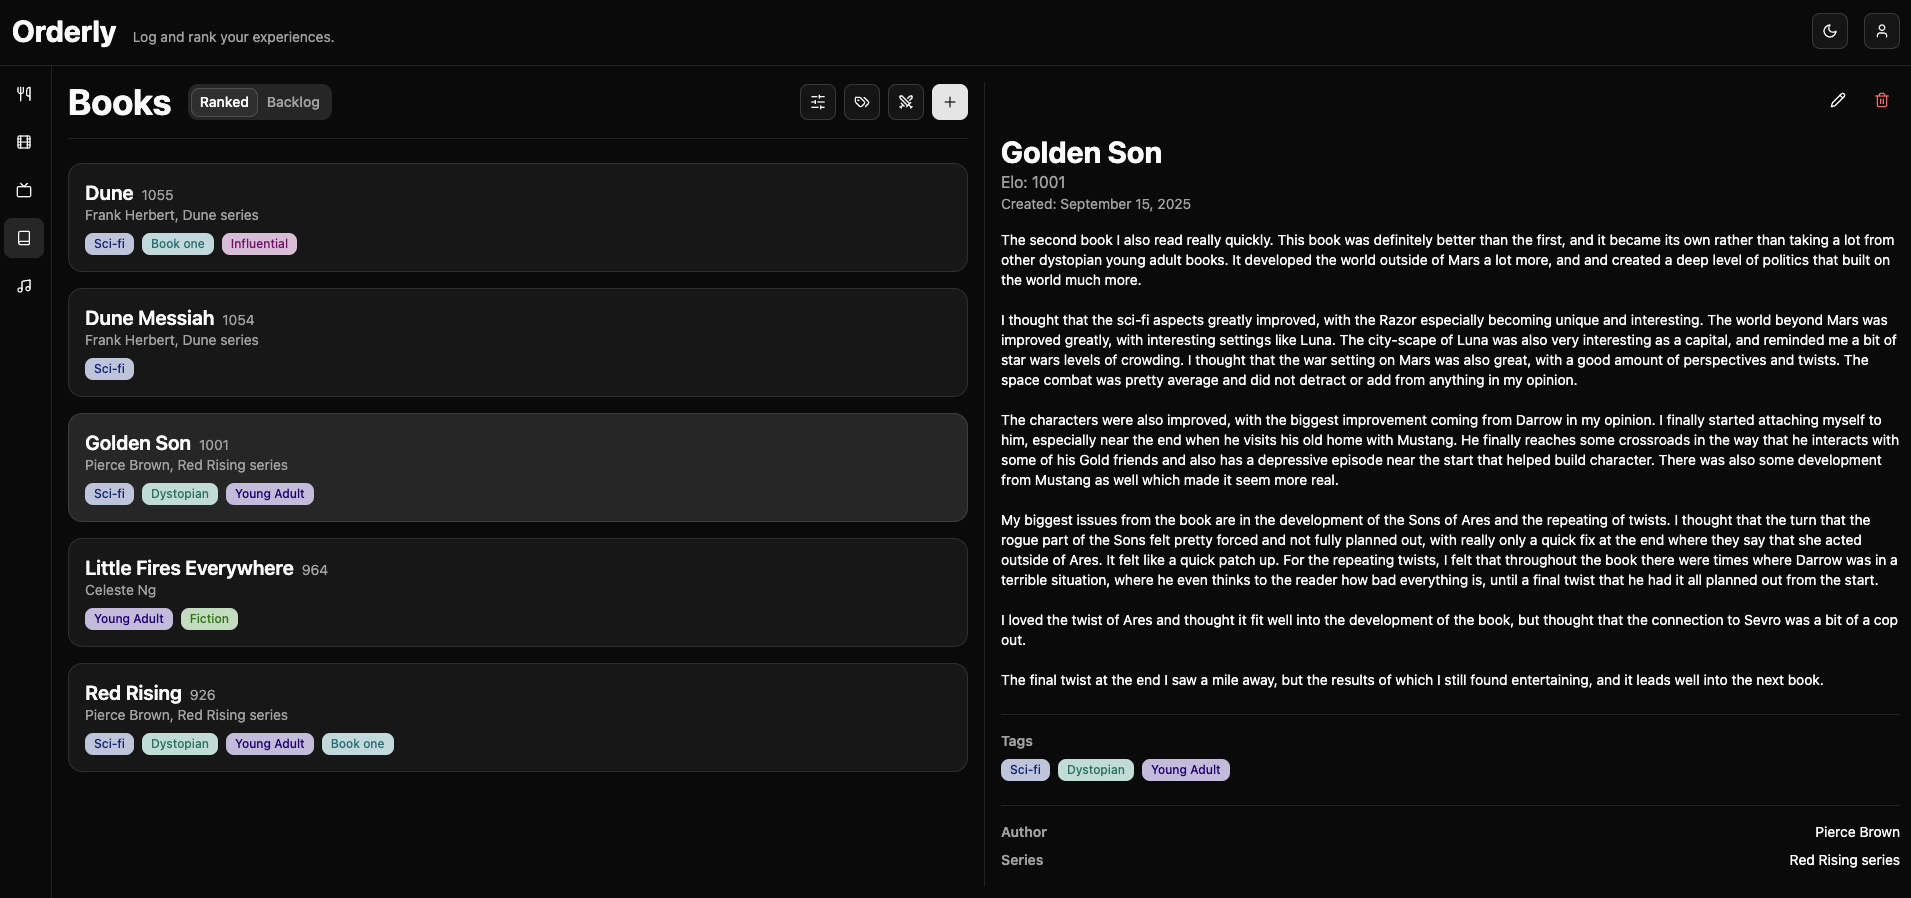 Orderly Log and rank your experiences.
Books Ranked Backlog
Dune 1055
Frank Herbert, Dune series
Sci-fi Book one Influential
Dune Messiah 1054
Frank Herbert, Dune series
Sci-fi
Golden Son 1001
Pierce Brown, Red Rising series
Sci-fi Dystopian Young Adult
Little Fires Everywhere 964
Celeste Ng
Young Adult Fiction
Red Rising 926
Pierce Brown, Red Rising series
Sci-fi Dystopian Young Adult Book one
Golden Son
Elo: 1001
Created: September 15, 2025
The second book I also read really quickly. This book was definitely better than the first, and it became its own rather than taking a lot from
other dystopian young adult books. It developed the world outside of Mars a lot more, and and created a deep level of politics that built on
the world much more.
I thought that the sci-fi aspects greatly improved, with the Razor especially becoming unique and interesting. The world beyond Mars was
improved greatly, with interesting settings like Luna. The city-scape of Luna was also very interesting as a capital, and reminded me a bit of
star wars levels of crowding. I thought that the war setting on Mars was also great, with a good amount of perspectives and twists. The
space combat was pretty average and did not detract or add from anything in my opinion.
The characters were also improved, with the biggest improvement coming from Darrow in my opinion. I finally started attaching myself to
him, especially near the end when he visits his old home with Mustang. He finally reaches some crossroads in the way that he interacts with
some of his Gold friends and also has a depressive episode near the start that helped build character. There was also some development
from Mustang as well which made it seem more real.
My biggest issues from the book are in the development of the Sons of Ares and the repeating of twists. I thought that the turn that the
rogue part of the Sons felt pretty forced and not fully planned out, with really only a quick fix at the end where they say that she acted
outside of Ares. It felt like a quick patch up. For the repeating twists, I felt that throughout the book there were times where Darrow was in a
terrible situation, where he even thinks to the reader how bad everything is, until a final twist that he had it all planned out from the start.
I loved the twist of Ares and thought it fit well into the development of the book, but thought that the connection to Sevro was a bit of a cop
out.
The final twist at the end I saw a mile away, but the results of which I still found entertaining, and it leads well into the next book.
Tags
Sci-fi Dystopian Young Adult
Author Pierce Brown
Series Red Rising series